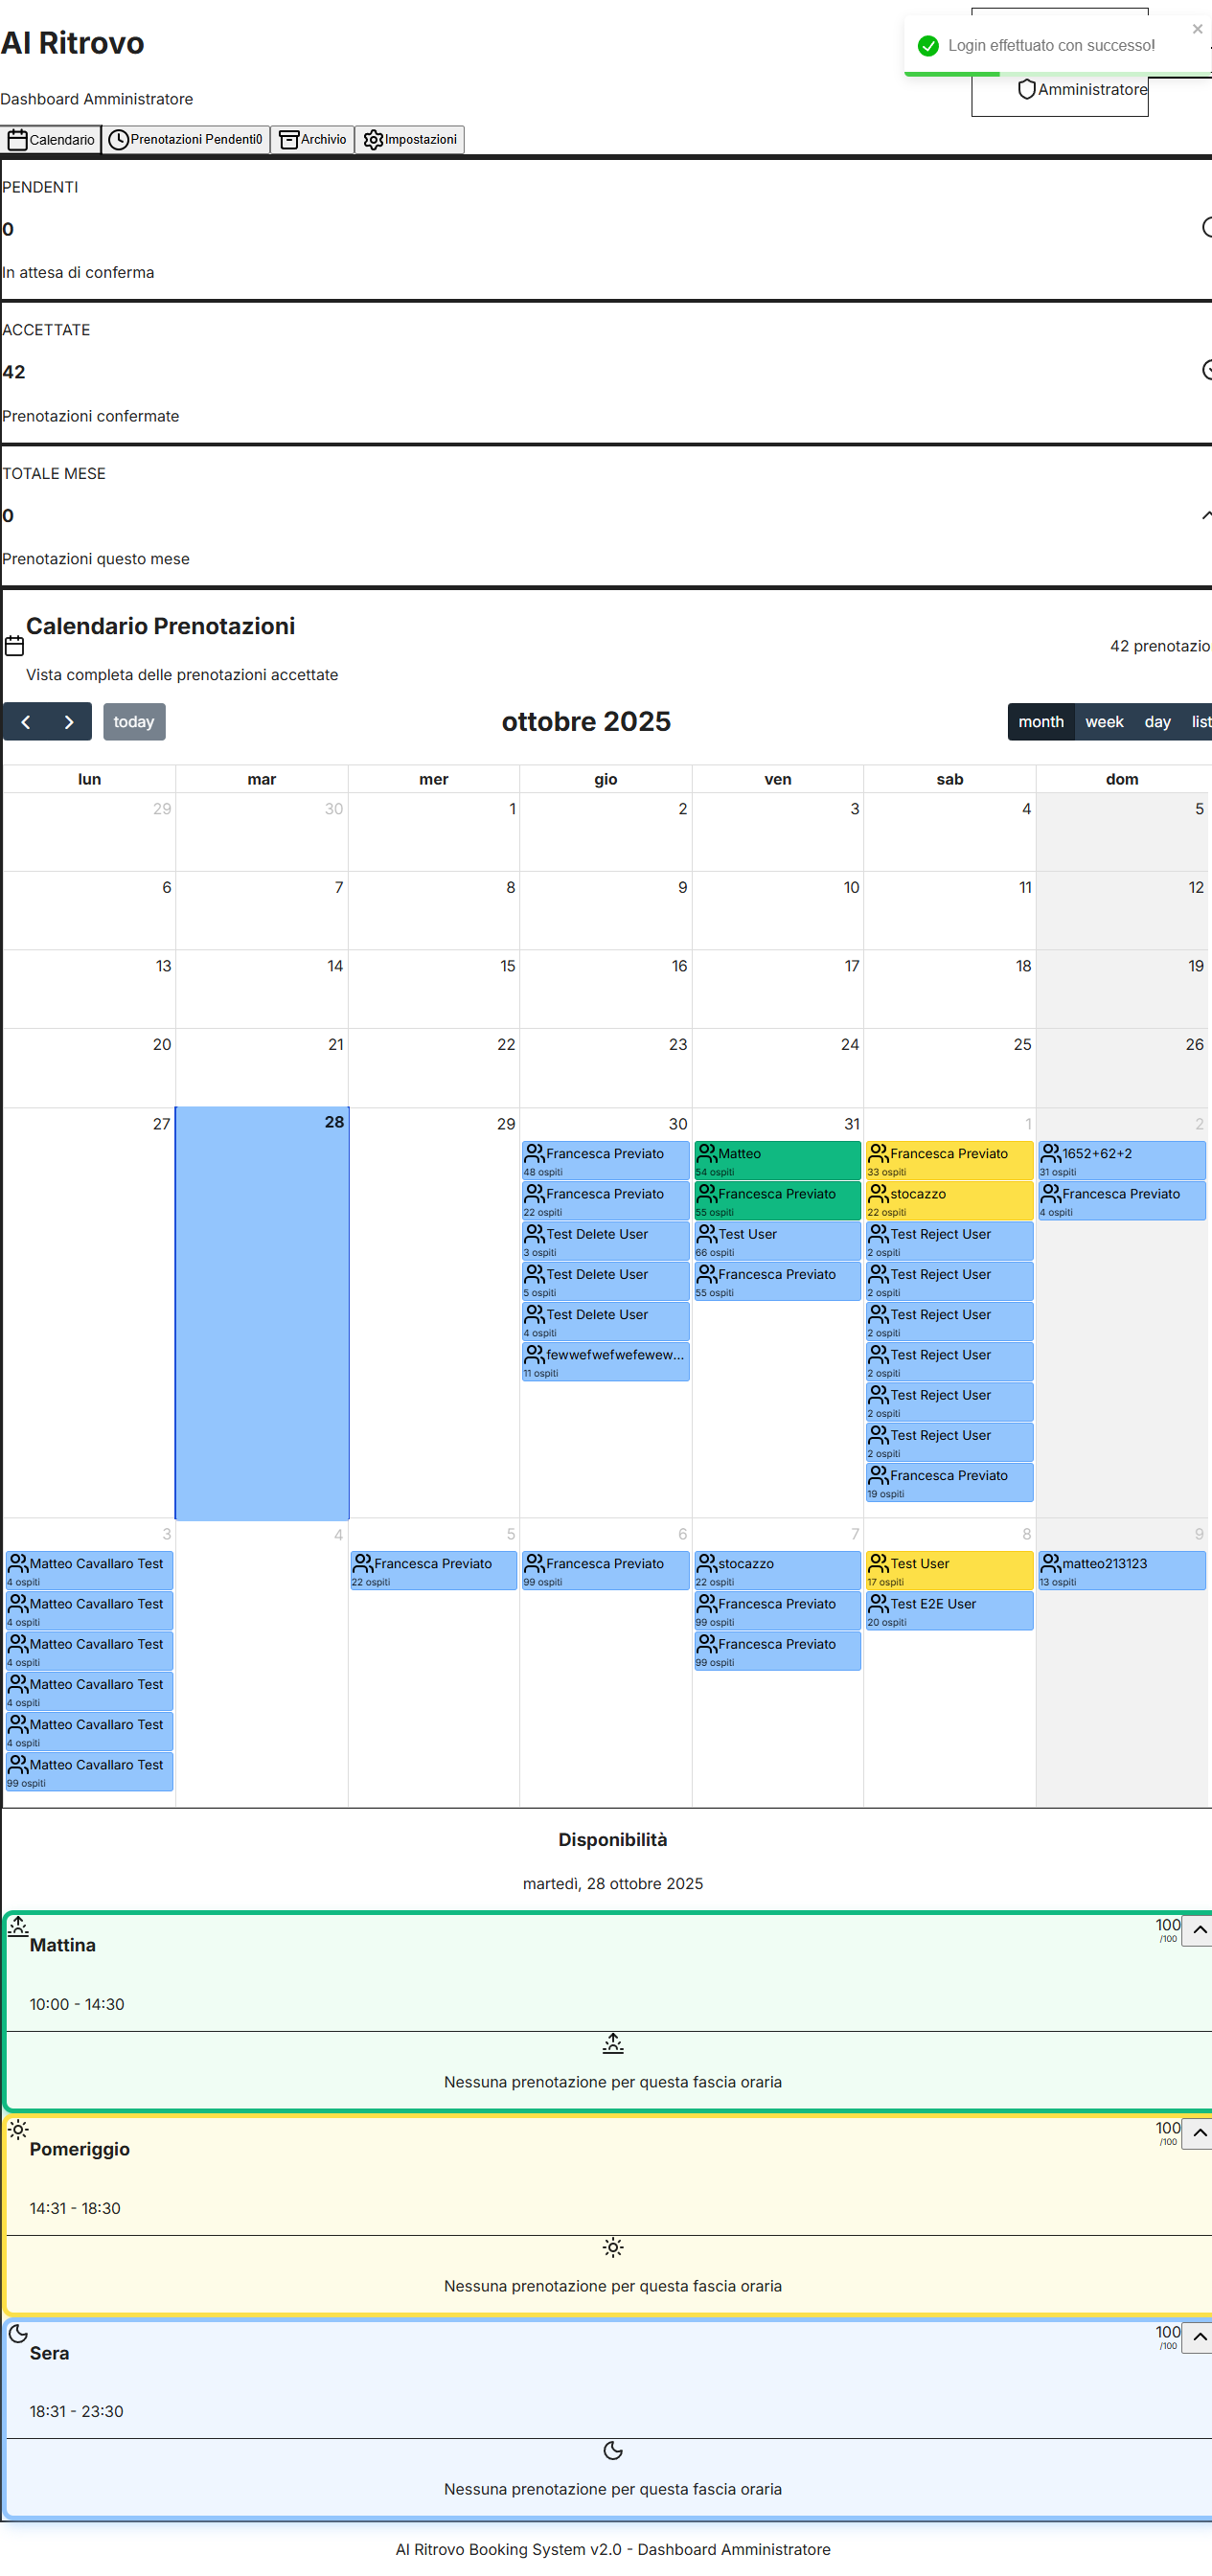 Al Ritrovo
Login effettuato con successo!
Dashboard Amministratore
Amministratore
Calendario Prenotazioni Pendenti0 Archivio Impostazioni
PENDENTI
0
In attesa di conferma
ACCETTATE
42
Prenotazioni confermate
TOTALE MESE
0
Prenotazioni questo mese
Calendario Prenotazioni
42 prenotazio
Vista completa delle prenotazioni accettate
today ottobre 2025 month week day list
lun mar mer gio ven sab dom
29 30 1 2 3 4 5
6 7 8 9 10 11 12
13 14 15 16 17 18 19
20 21 22 23 24 25 26
27 28 29 30 31 1 2
Francesca Previato Matteo Francesca Previato 1652+62+2
48 ospiti 54 ospiti 33 ospiti 31 ospiti
Francesca Previato Francesca Previato stocazzo Francesca Previato
22 ospiti 55 ospiti 22 ospiti 4 ospiti
Test Delete User Test User Test Reject User
3 ospiti 66 ospiti 2 ospiti
Test Delete User Francesca Previato Test Reject User
5 ospiti 55 ospiti 2 ospiti
Test Delete User Test Reject User
4 ospiti 2 ospiti
fewwefwefwefewew... Test Reject User
11 ospiti 2 ospiti
Test Reject User
2 ospiti
Test Reject User
2 ospiti
Francesca Previato
19 ospiti
3 4 5 6 7 8 9
Matteo Cavallaro Test Francesca Previato Francesca Previato stocazzo Test User matteo213123
4 ospiti 22 ospiti 99 ospiti 22 ospiti 17 ospiti 13 ospiti
Matteo Cavallaro Test Francesca Previato Test E2E User
4 ospiti 99 ospiti 20 ospiti
Matteo Cavallaro Test Francesca Previato
4 ospiti 99 ospiti
Matteo Cavallaro Test
4 ospiti
Matteo Cavallaro Test
4 ospiti
Matteo Cavallaro Test
99 ospiti
Disponibilità
martedì, 28 ottobre 2025
Mattina 100
/100
10:00 - 14:30
Nessuna prenotazione per questa fascia oraria
Pomeriggio 100
/100
14:31 - 18:30
Nessuna prenotazione per questa fascia oraria
Sera 100
/100
18:31 - 23:30
Nessuna prenotazione per questa fascia oraria
Al Ritrovo Booking System v2.0 - Dashboard Amministratore